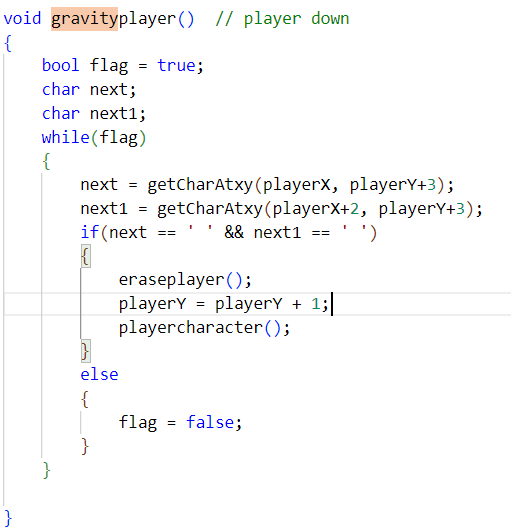 void gravityplayer()  // player down
{
    bool flag = true;
    char next;
    char next1;
    while(flag)
    {
        next = getCharAtxy(playerX, playerY+3);
        next1 = getCharAtxy(playerX+2, playerY+3);
        if(next == ' ' && next1 == ' ')
        {
            eraseplayer();
            playerY = playerY + 1;
            playercharacter();
        }
        else
        {
            flag = false;
        }
    }

}